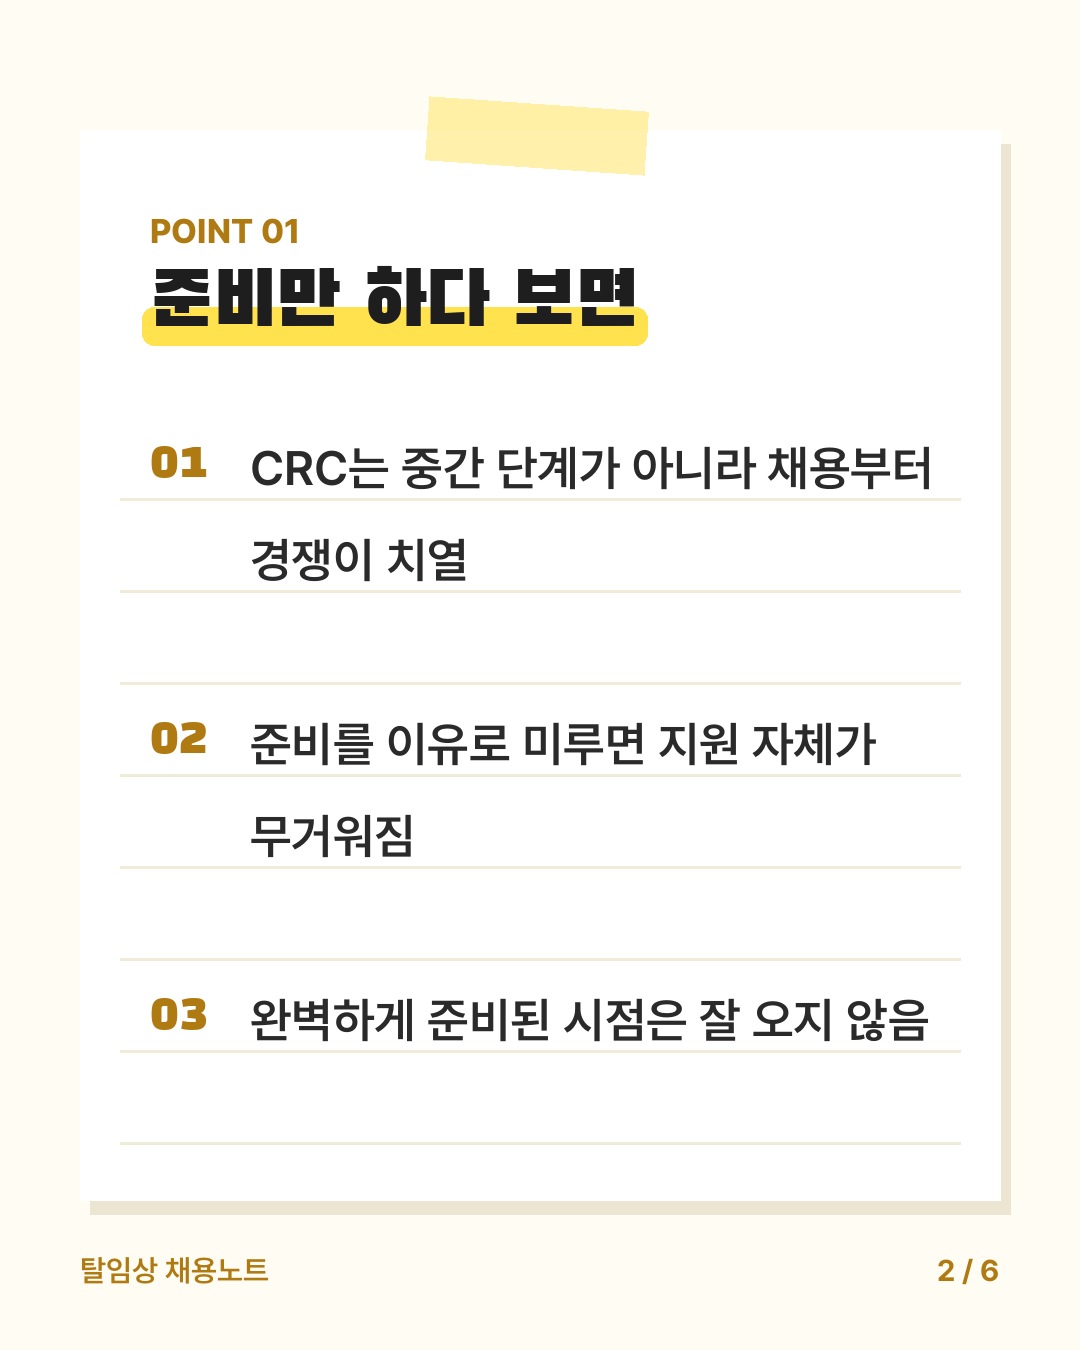 POINT 01
준비만 하다 보면
01 CRC는 중간 단계가 아니라 채용부터
경쟁이 치열
02 준비를 이유로 미루면 지원 자체가
무거워짐
03 완벽하게 준비된 시점은 잘 오지 않음
탈임상 채용노트
2 / 6